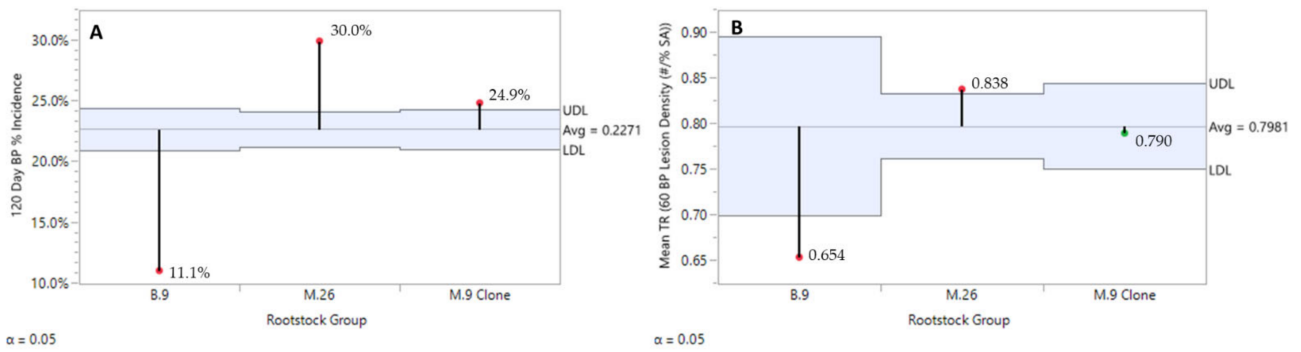 A
120 Day BP % Incidence
30.0%
25.0%
20.0%
15.0%
10.0%
11.1%
30.0%
24.9%
UDL
Avg = 0.2271
LDL
B.9
M.26
M.9 Clone
Rootstock Group
α = 0.05
B
Mean TR (60 BP Lesion Density (#/% SA))
0.90
0.85
0.80
0.75
0.70
0.65
0.654
0.838
0.790
UDL
Avg = 0.7981
LDL
B.9
M.26
M.9 Clone
Rootstock Group
α = 0.05